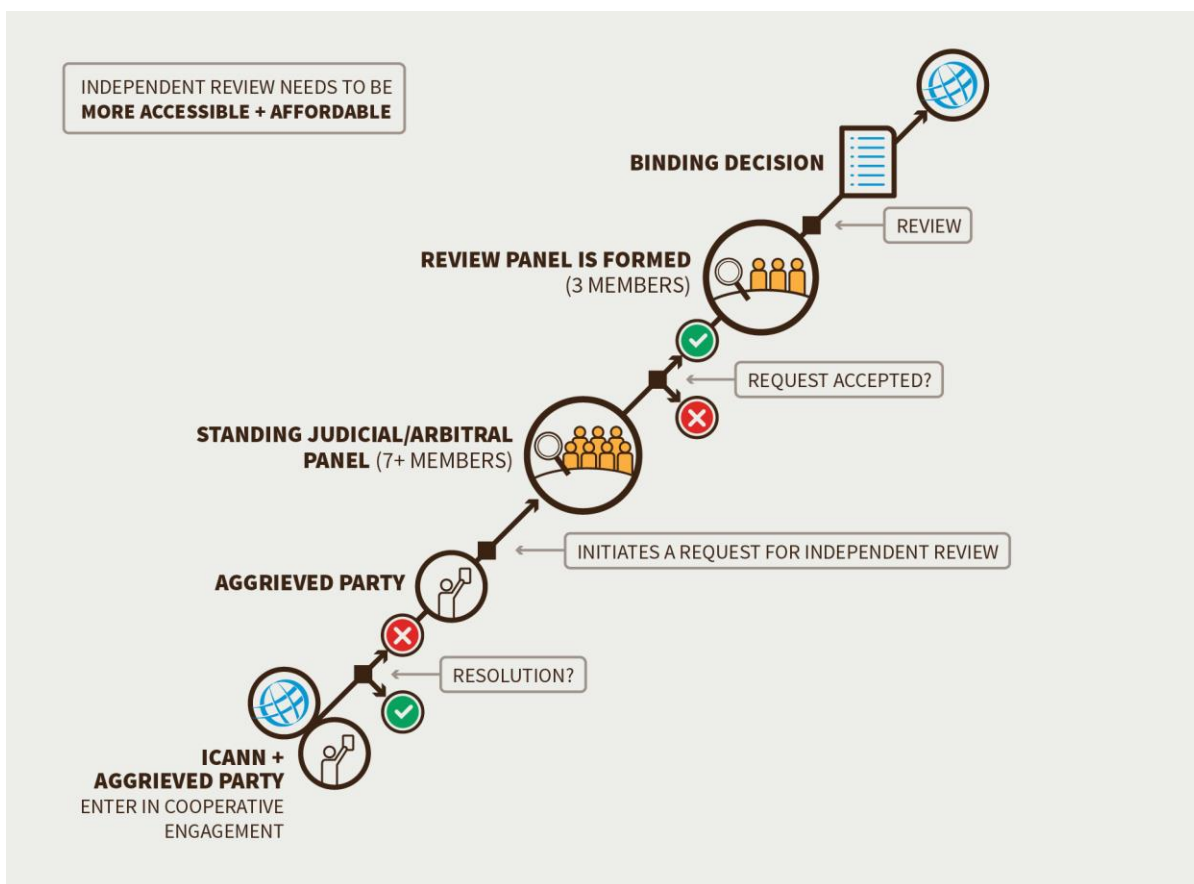 INDEPENDENT REVIEW NEEDS TO BE
MORE ACCESSIBLE + AFFORDABLE
BINDING DECISION
REVIEW
REVIEW PANEL IS FORMED
(3 MEMBERS)
REQUEST ACCEPTED?
STANDING JUDICIAL/ARBITRAL
PANEL (7+ MEMBERS)
INITIATES A REQUEST FOR INDEPENDENT REVIEW
AGGRIEVED PARTY
RESOLUTION?
ICANN +
AGGRIEVED PARTY
ENTER IN COOPERATIVE
ENGAGEMENT